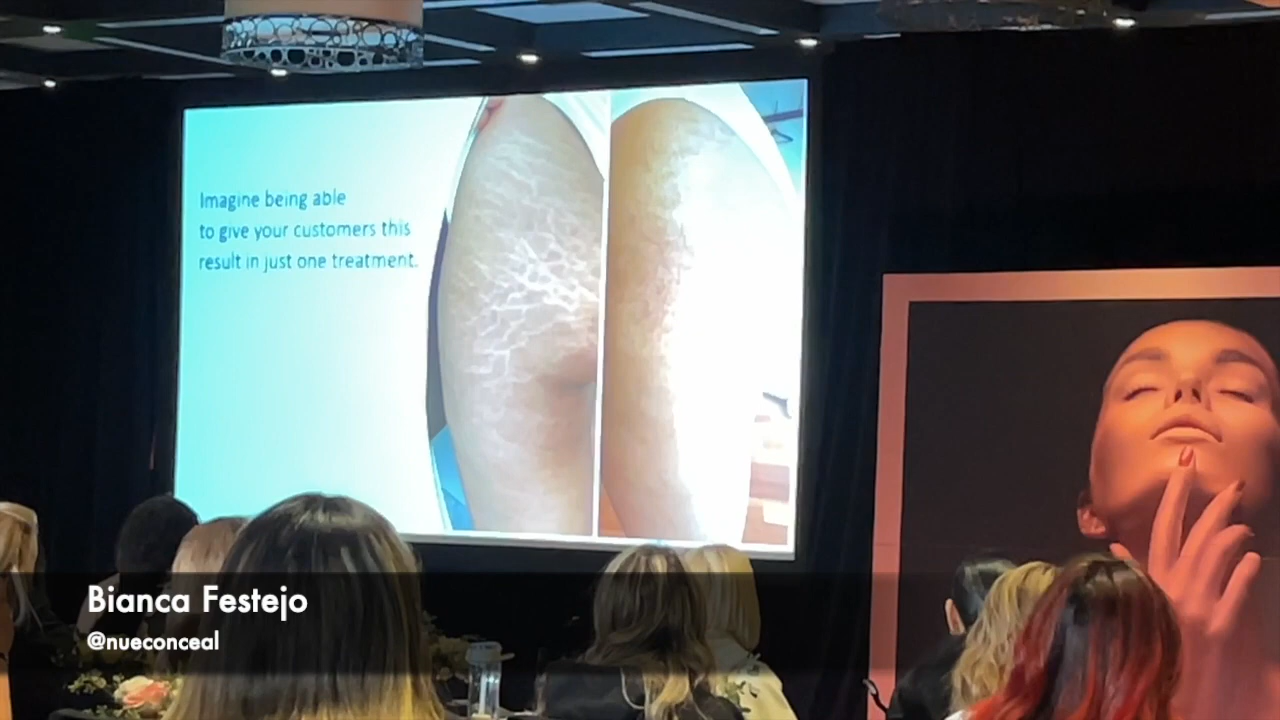 Imagine being able
to give your customers this
result in just one treatment.
Bianca Festejo
@nueconceal